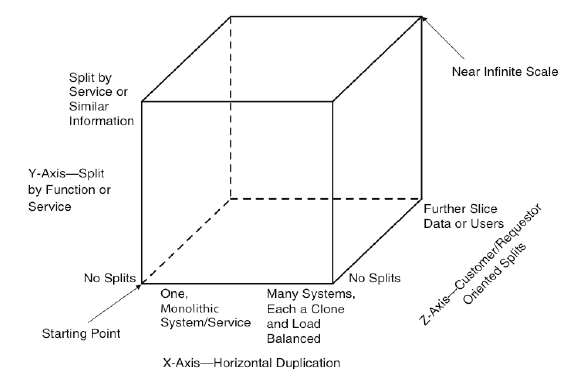 Near Infinite Scale
Split by
Service or
Similar
Information
Y-Axis—Split
by Function or
Service
Further Slice
Data or Users
Z-Axis—Customer/Requestor
Oriented Splits
No Splits
No Splits
One,
Monolithic
System/Service
Many Systems,
Each a Clone
and Load
Balanced
Starting Point
X-Axis—Horizontal Duplication